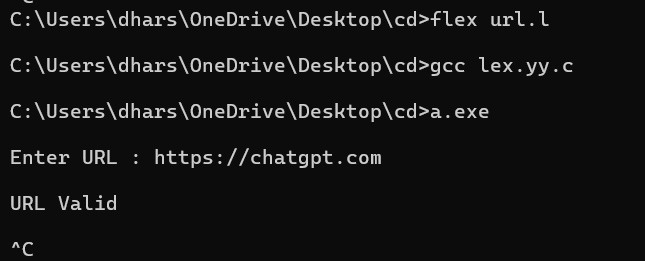 C:\Users\dhars\OneDrive\Desktop\cd>flex url.l
C:\Users\dhars\OneDrive\Desktop\cd>gcc lex.yy.c
C:\Users\dhars\OneDrive\Desktop\cd>a.exe
Enter URL : https://chatgpt.com
URL Valid
^C